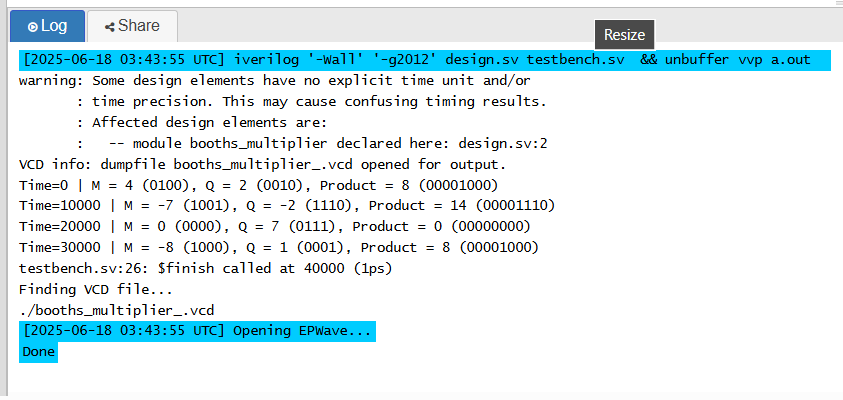 Log
Share
Resize
[2025-06-18 03:43:55 UTC] iverilog '-Wall' '-g2012' design.sv testbench.sv  && unbuffer vvp a.out
warning: Some design elements have no explicit time unit and/or
       : time precision. This may cause confusing timing results.
       : Affected design elements are:
       :   -- module booths_multiplier declared here: design.sv:2
VCD info: dumpfile booths_multiplier_.vcd opened for output.
Time=0 | M = 4 (0100), Q = 2 (0010), Product = 8 (00001000)
Time=10000 | M = -7 (1001), Q = -2 (1110), Product = 14 (00001110)
Time=20000 | M = 0 (0000), Q = 7 (0111), Product = 0 (00000000)
Time=30000 | M = -8 (1000), Q = 1 (0001), Product = 8 (00001000)
testbench.sv:26: $finish called at 40000 (1ps)
Finding VCD file...
./booths_multiplier_.vcd
[2025-06-18 03:43:55 UTC] Opening EPWave...
Done